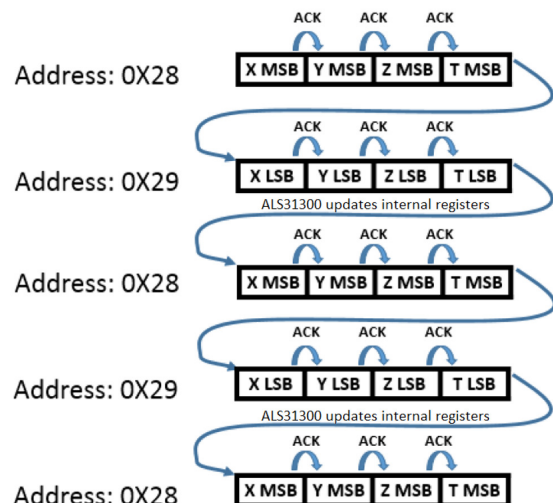 ACK ACK ACK
Address: 0X28 X MSB Y MSB Z MSB T MSB
ACK ACK ACK
Address: 0X29 X LSB Y LSB Z LSB T LSB
ALS31300 updates internal registers
ACK ACK ACK
Address: 0X28 X MSB Y MSB Z MSB T MSB
ACK ACK ACK
Address: 0X29 X LSB Y LSB Z LSB T LSB
ALS31300 updates internal registers
ACK ACK ACK
Address: 0X28 X MSB Y MSB Z MSB T MSB